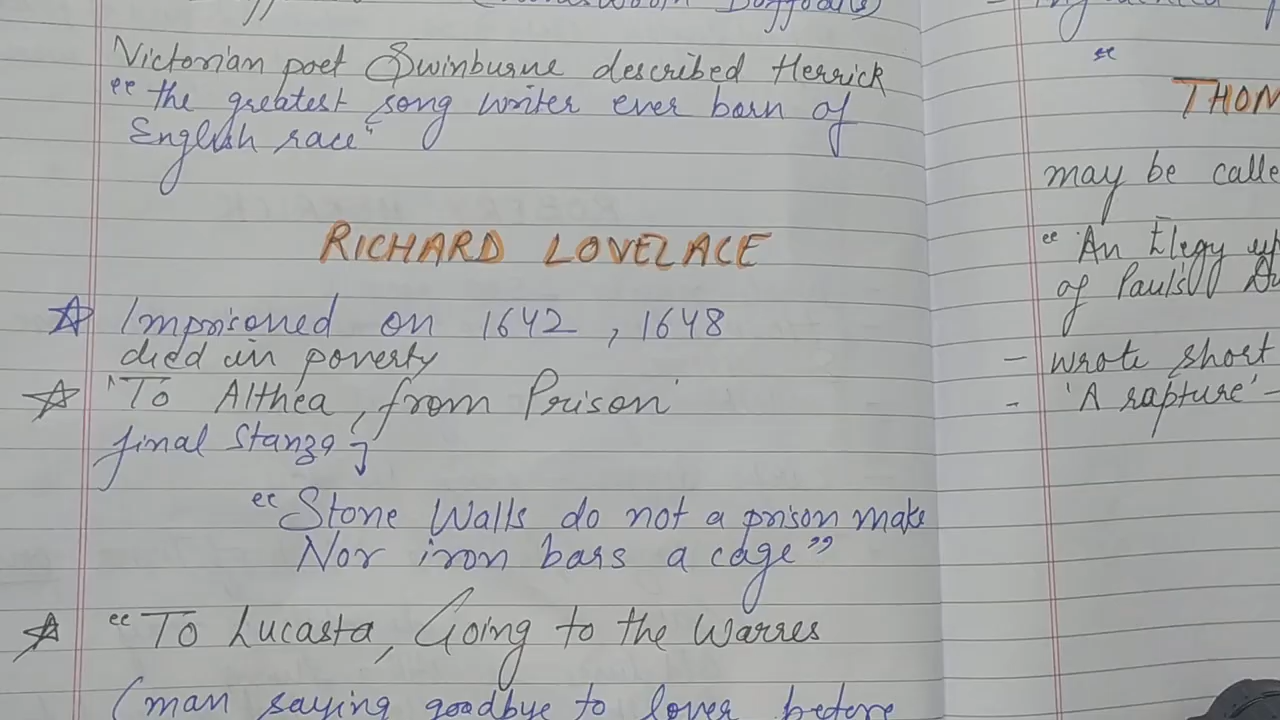 Victorian poet Swinburne described Herrick
"the greatest song writer ever born of
English race"
RICHARD LOVELACE
Imprisoned on 1642, 1648
died in poverty
'To Althea, from Prison'
final Stanza
"Stone Walls do not a prison make
Nor iron bars a cage"
"To Lucasta, Going to the Warres
(man saying goodbye to lover before
THOM
may be calle
"An Elegy up
of Paul's
- wrote short
- 'A rapture' -